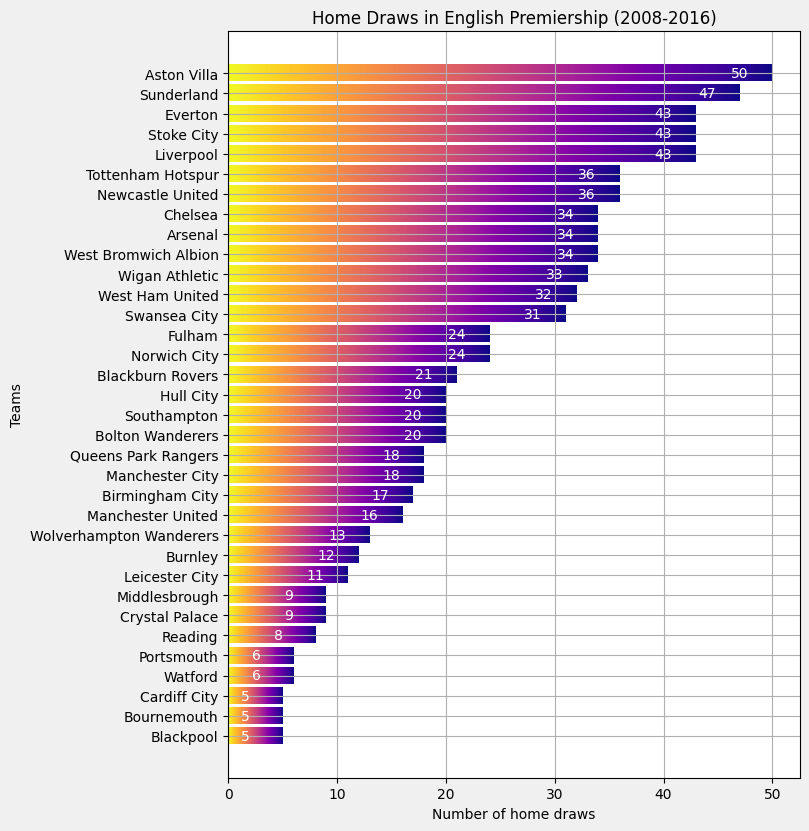 Home Draws in English Premiership (2008-2016)
Teams
Aston Villa 50
Sunderland 47
Everton 43
Stoke City 43
Liverpool 43
Tottenham Hotspur 36
Newcastle United 36
Chelsea 34
Arsenal 34
West Bromwich Albion 34
Wigan Athletic 33
West Ham United 32
Swansea City 31
Fulham 24
Norwich City 24
Blackburn Rovers 21
Hull City 20
Southampton 20
Bolton Wanderers 20
Queens Park Rangers 18
Manchester City 18
Birmingham City 17
Manchester United 16
Wolverhampton Wanderers 13
Burnley 12
Leicester City 11
Middlesbrough 9
Crystal Palace 9
Reading 8
Portsmouth 6
Watford 6
Cardiff City 5
Bournemouth 5
Blackpool 5
0 10 20 30 40 50
Number of home draws